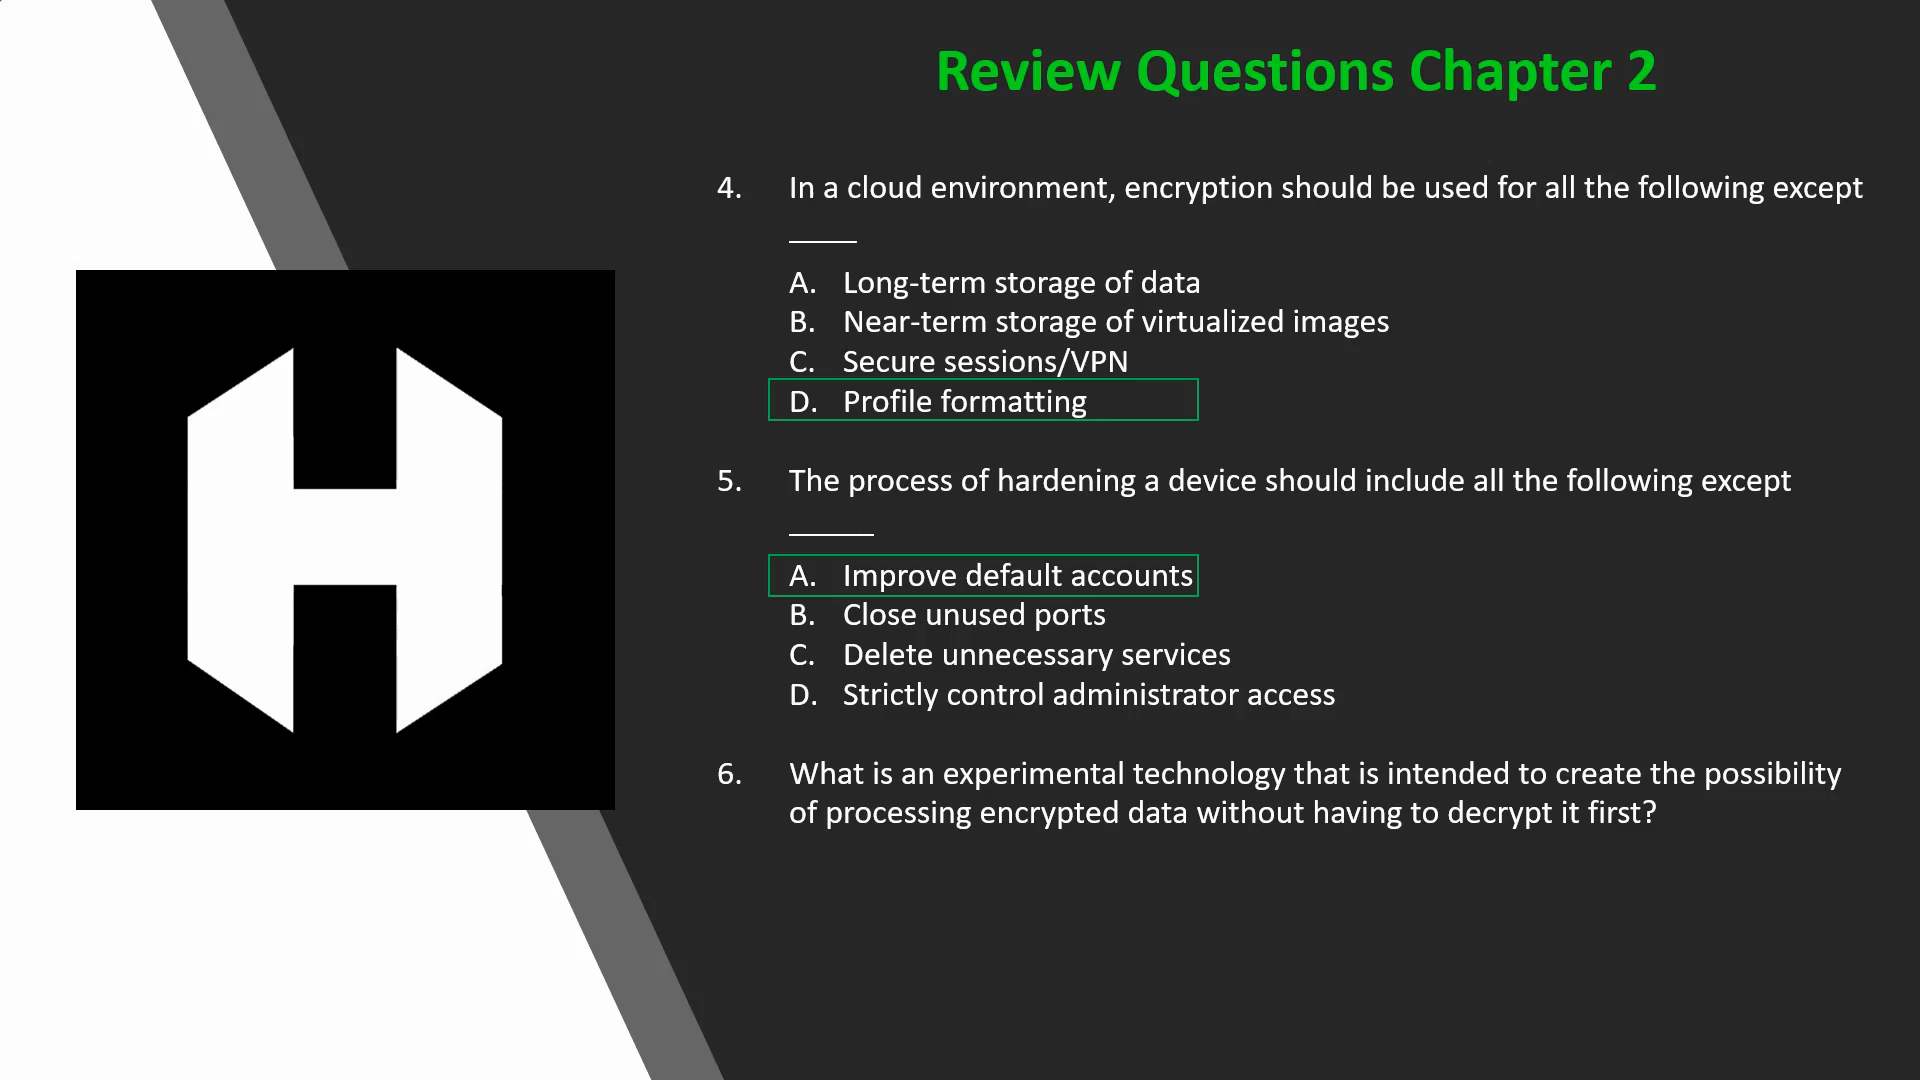 Review Questions Chapter 2
4. In a cloud environment, encryption should be used for all the following except
____
A. Long-term storage of data
B. Near-term storage of virtualized images
C. Secure sessions/VPN
D. Profile formatting
5. The process of hardening a device should include all the following except
_____
A. Improve default accounts
B. Close unused ports
C. Delete unnecessary services
D. Strictly control administrator access
6. What is an experimental technology that is intended to create the possibility
of processing encrypted data without having to decrypt it first?
H